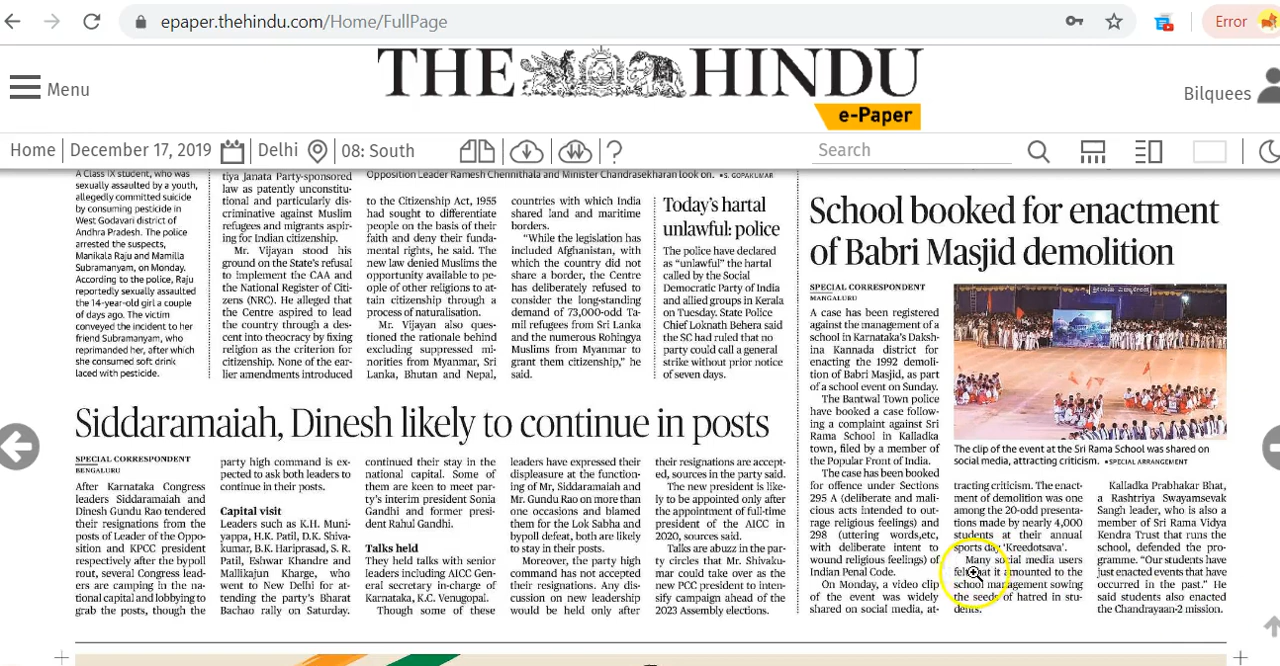 epaper.thehindu.com/Home/FullPage
Error
Menu
THE HINDU
e-Paper
Bilquees
Home
December 17, 2019
Delhi
08: South
?
Search
A Class IX student, who was
sexually assaulted by a youth,
allegedly committed suicide
by consuming pesticide in
West Godavari district of
Andhra Pradesh. The police
arrested the suspects,
Manikala Raju and Mamilla
Subramanyam, on Monday.
According to the police, Raju
reportedly sexually assaulted
the 14-year-old girl a couple
of days ago. The victim
conveyed the incident to her
friend Subramanyam, who
reprimanded her, after which
she consumed soft drink
laced with pesticide.
tiya Janata Party-sponsored
law as patently unconstitu-
tional and particularly dis-
criminative against Muslim
refugees and migrants aspir-
ing for Indian citizenship.
Mr. Vijayan stood his
ground on the State's refusal
to implement the CAA and
the National Register of Citi-
zens (NRC). He alleged that
the Centre aspired to lead
the country through a des-
cent into theocracy by fixing
religion as the criterion for
citizenship. None of the ear-
lier amendments introduced
Opposition Leader Ramesh Chennithala and Minister Chandrasekharan look on. •S. GOPAKUMAR
to the Citizenship Act, 1955
had sought to differentiate
people on the basis of their
faith and deny their funda-
mental rights, he said. The
new law denied Muslims the
opportunity available to pe-
ople of other religions to at-
tain citizenship through a
process of naturalisation.
Mr. Vijayan also ques-
tioned the rationale behind
excluding suppressed mi-
norities from Myanmar, Sri
Lanka, Bhutan and Nepal,
countries with which India
shared land and maritime
borders.
“While the legislation has
included Afghanistan, with
which the country did not
share a border, the Centre
has deliberately refused to
consider the long-standing
demand of 73,000-odd Ta-
mil refugees from Sri Lanka
and the numerous Rohingya
Muslims from Myanmar to
grant them citizenship,” he
said.
Today's hartal
unlawful: police
The police have declared
as “unlawful” the hartal
called by the Social
Democratic Party of India
and allied groups in Kerala
on Tuesday. State Police
Chief Loknath Behera said
the SC had ruled that no
party could call a general
strike without prior notice
of seven days.
School booked for enactment
of Babri Masjid demolition
SPECIAL CORRESPONDENT
MANGALURU
A case has been registered
against the management of a
school in Karnataka's Daksh-
ina Kannada district for
enacting the 1992 demoli-
tion of Babri Masjid, as part
of a school event on Sunday.
The Bantwal Town police
have booked a case follow-
ing a complaint against Sri
Rama School in Kalladka
town, filed by a member of
the Popular Front of India.
The case has been booked
for offence under Sections
295 A (deliberate and mali-
cious acts intended to out-
rage religious feelings) and
298 (uttering words,etc,
with deliberate intent to
wound religious feelings) of
Indian Penal Code.
On Monday, a video clip
of the event was widely
shared on social media, at-
The clip of the event at the Sri Rama School was shared on
social media, attracting criticism. •SPECIAL ARRANGEMENT
tracting criticism. The enact-
ment of demolition was one
among the 20-odd presenta-
tions made by nearly 4,000
students at their annual
sports day ‘Kreedotsava’.
Many social media users
felt that it amounted to the
school management sowing
the seeds of hatred in stu-
dents.
Kalladka Prabhakar Bhat,
a Rashtriya Swayamsevak
Sangh leader, who is also a
member of Sri Rama Vidya
Kendra Trust that runs the
school, defended the pro-
gramme. “Our students have
just enacted events that have
occurred in the past.” He
said students also enacted
the Chandrayaan-2 mission.
Siddaramaiah, Dinesh likely to continue in posts
SPECIAL CORRESPONDENT
BENGALURU
After Karnataka Congress
leaders Siddaramaiah and
Dinesh Gundu Rao tendered
their resignations from the
posts of Leader of the Oppo-
sition and KPCC president
respectively after the bypoll
rout, several Congress lead-
ers are camping in the na-
tional capital and lobbying to
grab the posts, though the
party high command is ex-
pected to ask both leaders to
continue in their posts.
Capital visit
Leaders such as K.H. Muni-
yappa, H.K. Patil, D.K. Shiva-
kumar, B.K. Hariprasad, S. R.
Patil, Eshwar Khandre and
Mallikarjun Kharge, who
went to New Delhi for at-
tending the party's Bharat
Bachao rally on Saturday,
continued their stay in the
national capital. Some of
them are keen to meet par-
ty's interim president Sonia
Gandhi and former presi-
dent Rahul Gandhi.
Talks held
They held talks with senior
leaders including AICC Gen-
eral secretary in-charge of
Karnataka, K.C. Venugopal.
Though some of these
leaders have expressed their
displeasure at the function-
ing of Mr, Siddaramaiah and
Mr. Gundu Rao on more than
one occasions and blamed
them for the Lok Sabha and
bypoll defeat, both are likely
to stay in their posts.
Moreover, the party high
command has not accepted
their resignations. Any dis-
cussion on new leadership
would be held only after
their resignations are accept-
ed, sources in the party said.
The new president is like-
ly to be appointed only after
the appointment of full-time
president of the AICC in
2020, sources said.
Talks are abuzz in the par-
ty circles that Mr. Shivaku-
mar could take over as the
new PCC president to inten-
sify campaign ahead of the
2023 Assembly elections.